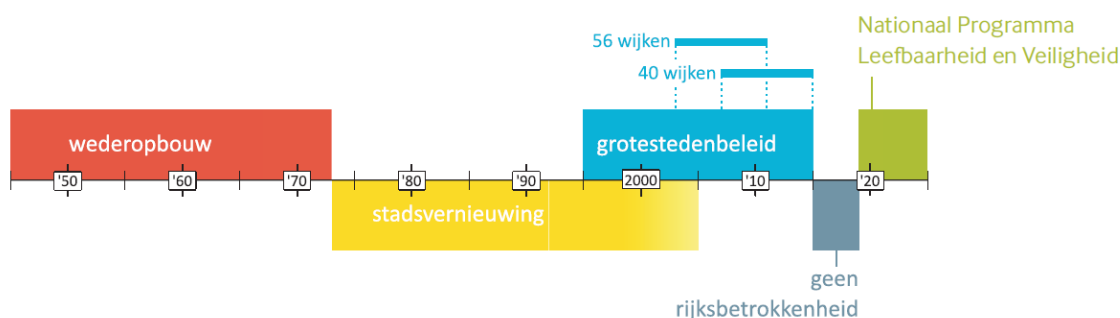 Nationaal Programma
Leefbaarheid en Veiligheid
56 wijken
40 wijken
wederopbouw
grotestedenbeleid
'50
'60
'70
'80
'90
2000
'10
'20
stadsvernieuwing
geen
rijksbetrokkenheid